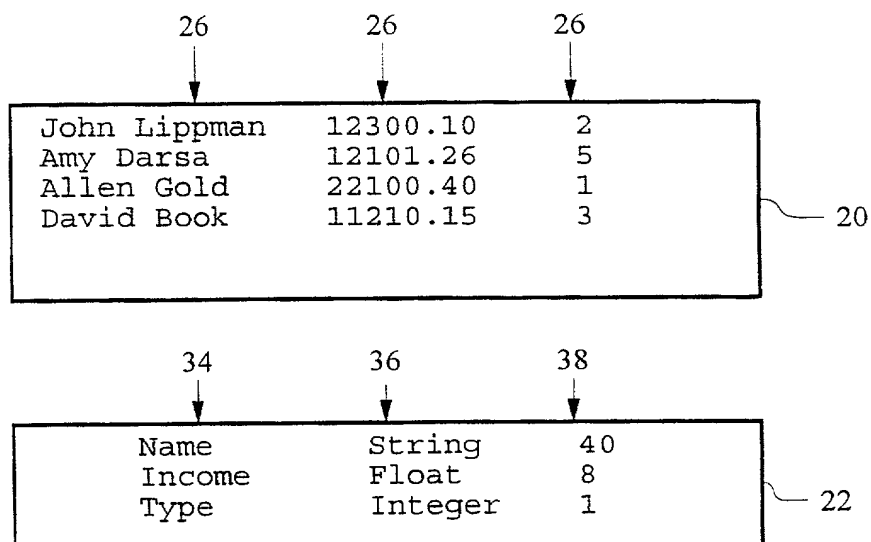 26 26 26
John Lippman 12300.10 2
Amy Darsa 12101.26 5
Allen Gold 22100.40 1
David Book 11210.15 3
20
34 36 38
Name String 40
Income Float 8
Type Integer 1
22